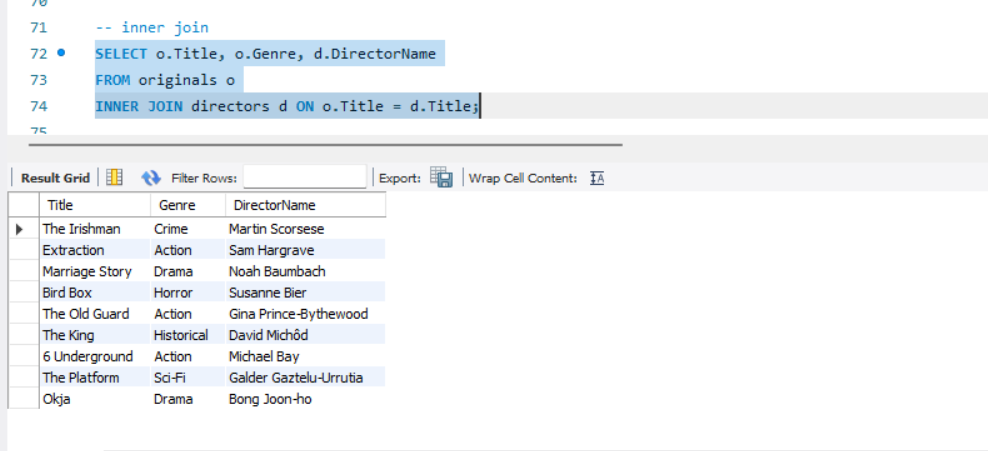 70
71 -- inner join
72 SELECT o.Title, o.Genre, d.DirectorName
73 FROM originals o
74 INNER JOIN directors d ON o.Title = d.Title;
75
Result Grid Filter Rows: Export: Wrap Cell Content: IA
Title Genre DirectorName
The Irishman Crime Martin Scorsese
Extraction Action Sam Hargrave
Marriage Story Drama Noah Baumbach
Bird Box Horror Susanne Bier
The Old Guard Action Gina Prince-Bythewood
The King Historical David Michôd
6 Underground Action Michael Bay
The Platform Sci-Fi Galder Gaztelu-Urrutia
Okja Drama Bong Joon-ho